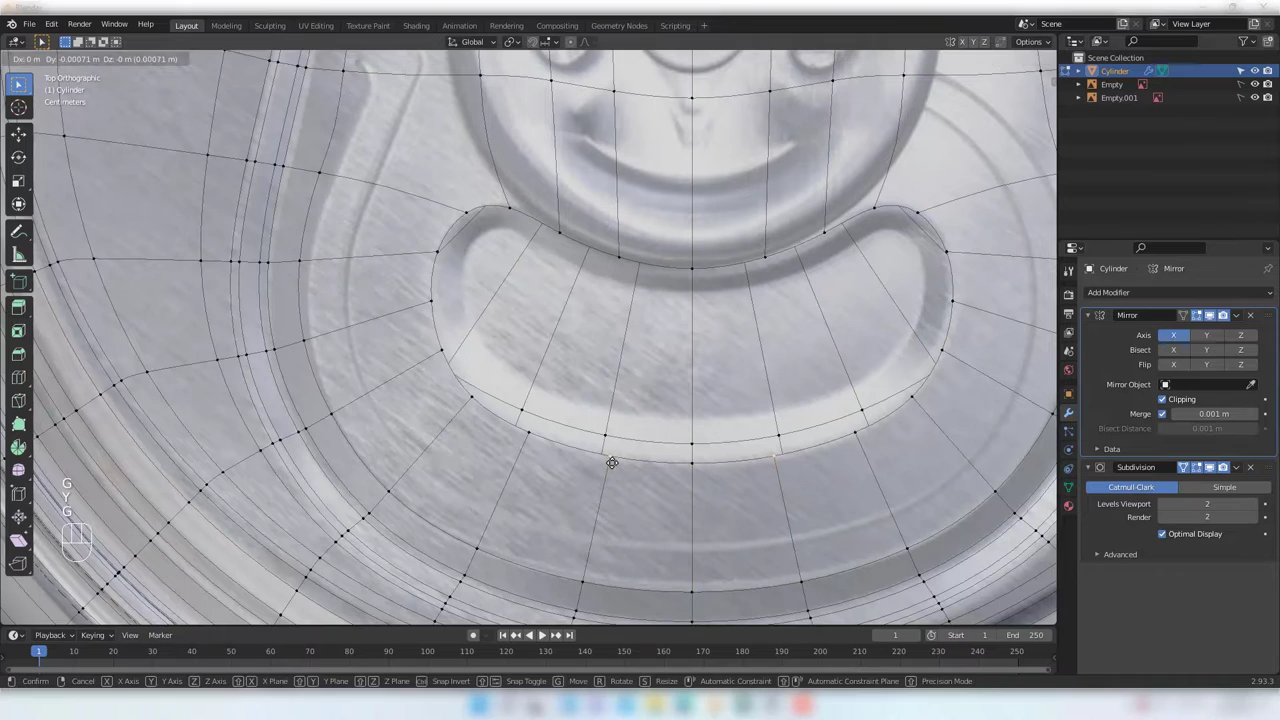 Blender
File Edit Render Window Help Layout Modeling Sculpting UV Editing Texture Paint Shading Animation Rendering Compositing Geometry Nodes Scripting + Scene View Layer
Global X Y Z Options
Dx: 0 m Dy: -0.00071 m Dz: -0 m (0.00071 m)
Top Orthographic
(1) Cylinder
Centimeters
Scene Collection
Cylinder
Empty
Empty.001
Cylinder Mirror
Add Modifier
Mirror
Axis X Y Z
Bisect X Y Z
Flip X Y Z
Mirror Object
Clipping
Merge 0.001 m
Bisect Distance 0.001 m
Data
Subdivision
Catmull-Clark Simple
Levels Viewport 2
Render 2
Optimal Display
Advanced
G
Y
G
Playback Keying View Marker 1 Start 1 End 250
1 10 20 30 40 50 60 70 80 90 100 110 120 130 140 150 160 170 180 190 200 210 220 230 240 250
Confirm Cancel X X Axis Y Y Axis Z Z Axis X X Plane Y Y Plane Z Z Plane Snap Invert Snap Toggle G Move R Rotate S Resize Automatic Constraint Automatic Constraint Plane Precision Mode 2.93.3